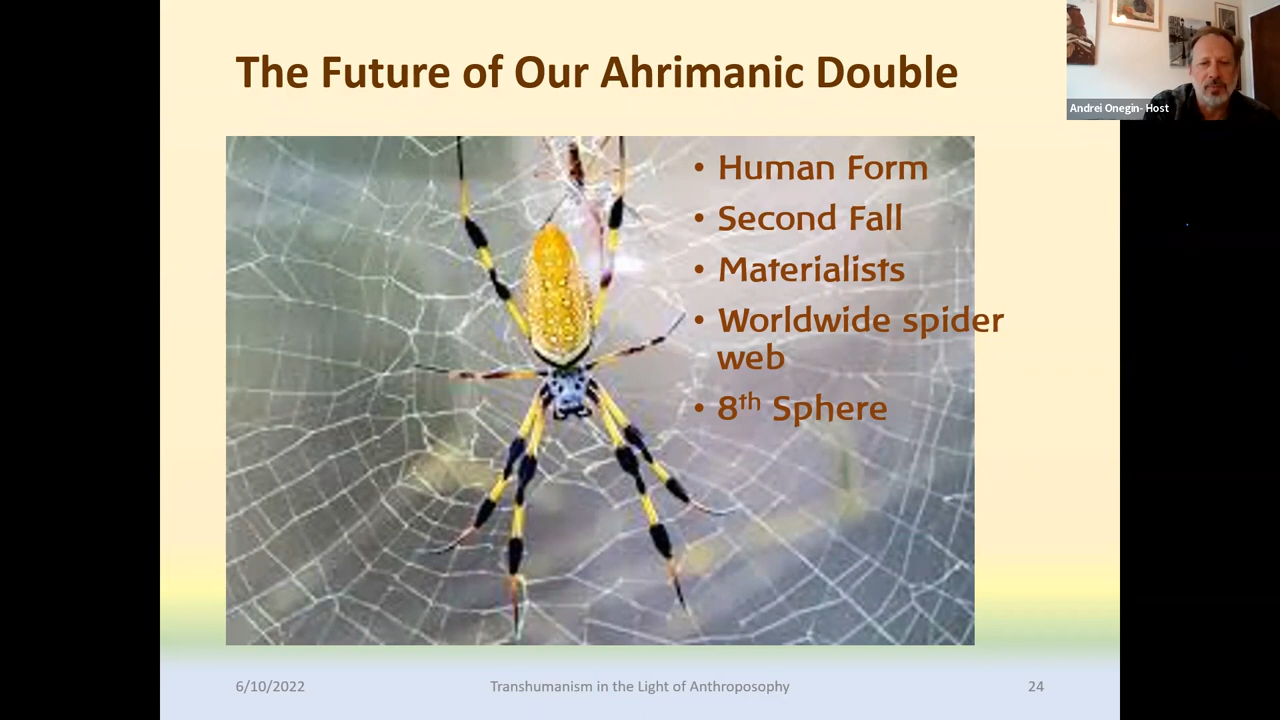 The Future of Our Ahrimanic Double
Andrei Onegin- Host
• Human Form
• Second Fall
• Materialists
• Worldwide spider
web
• 8th Sphere
6/10/2022
Transhumanism in the Light of Anthroposophy
24